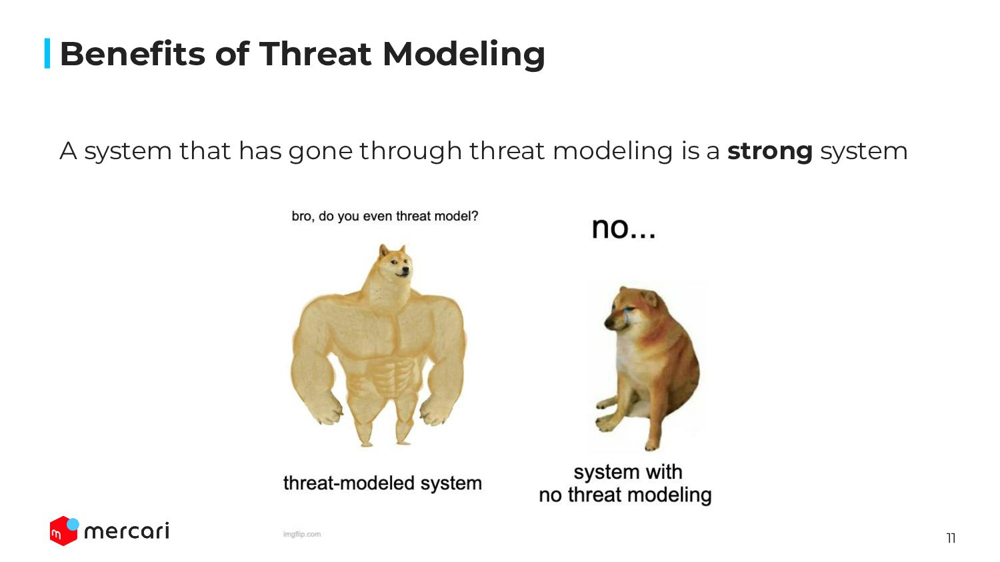 Benefits of Threat Modeling
A system that has gone through threat modeling is a strong system
bro, do you even threat model?
no...
threat-modeled system
system with
no threat modeling
m mercari
imgflip.com
11